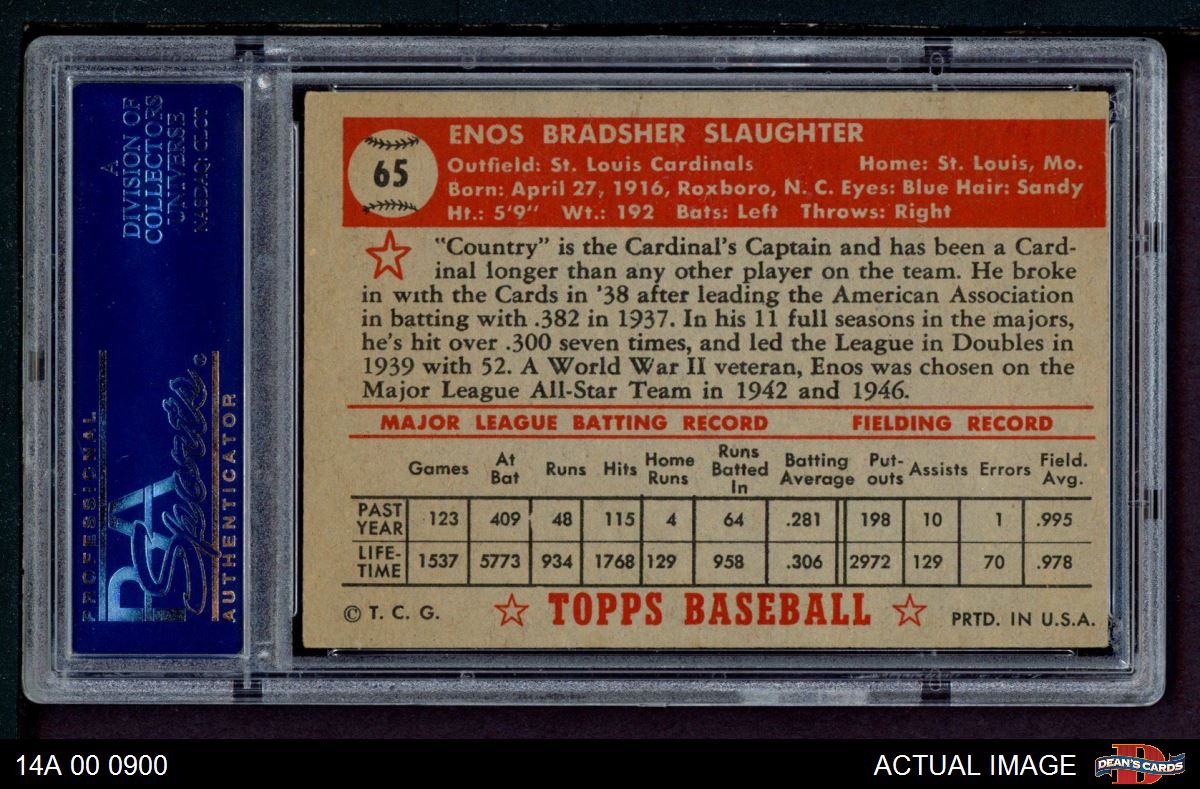 A
DIVISION OF
COLLECTORS
UNIVERSE
NASDAQ: CLCT
PROFESSIONAL
PSA
Sports
AUTHENTICATOR
65
ENOS BRADSHER SLAUGHTER
Outfield: St. Louis Cardinals Home: St. Louis, Mo.
Born: April 27, 1916, Roxboro, N. C. Eyes: Blue Hair: Sandy
Ht.: 5'9" Wt.: 192 Bats: Left Throws: Right
"Country" is the Cardinal's Captain and has been a Card-
inal longer than any other player on the team. He broke
in with the Cards in '38 after leading the American Association
in batting with .382 in 1937. In his 11 full seasons in the majors,
he's hit over .300 seven times, and led the League in Doubles in
1939 with 52. A World War II veteran, Enos was chosen on the
Major League All-Star Team in 1942 and 1946.
MAJOR LEAGUE BATTING RECORD FIELDING RECORD
Games At Bat Runs Hits Home Runs Runs Batted In Batting Average Put-outs Assists Errors Field. Avg.
PAST YEAR 123 409 48 115 4 64 .281 198 10 1 .995
LIFE-TIME 1537 5773 934 1768 129 958 .306 2972 129 70 .978
© T. C. G. TOPPS BASEBALL PRTD. IN U.S.A.
14A 00 0900 ACTUAL IMAGE
D
DEAN'S CARDS